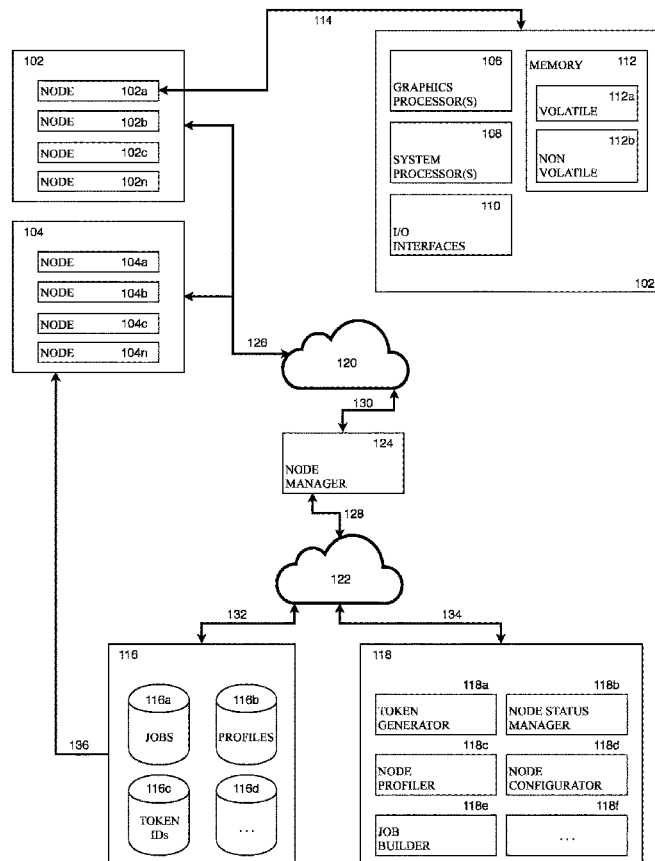 114
102
NODE 102a
NODE 102b
NODE 102c
NODE 102n
106
GRAPHICS
PROCESSOR(S)
108
SYSTEM
PROCESSOR(S)
110
I/O
INTERFACES
MEMORY 112
112a
VOLATILE
112b
NON
VOLATILE
102
104
NODE 104a
NODE 104b
NODE 104c
NODE 104n
126
120
130
124
NODE
MANAGER
128
122
132
134
136
116
116a
JOBS
116b
PROFILES
116c
TOKEN
IDs
116d
...
118
118a
TOKEN
GENERATOR
118b
NODE STATUS
MANAGER
118c
NODE
PROFILER
118d
NODE
CONFIGURATOR
118e
JOB
BUILDER
118f
...